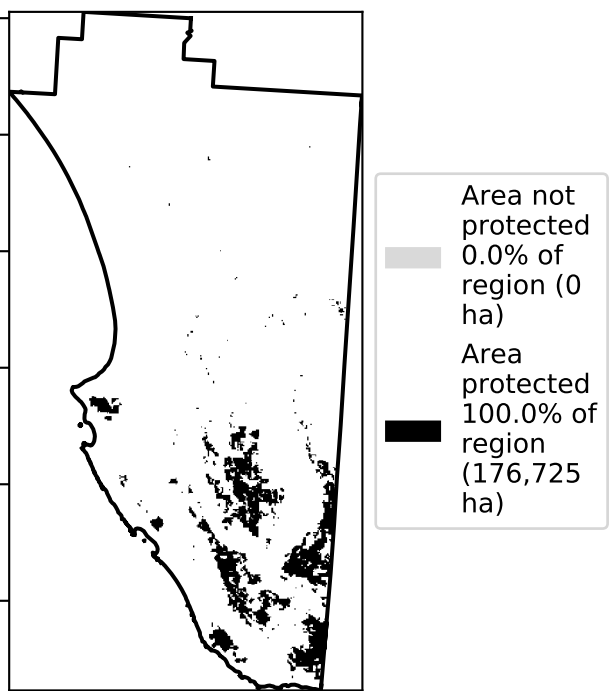 Area not
protected
0.0% of
region (0
ha)
Area
protected
100.0% of
region
(176,725
ha)